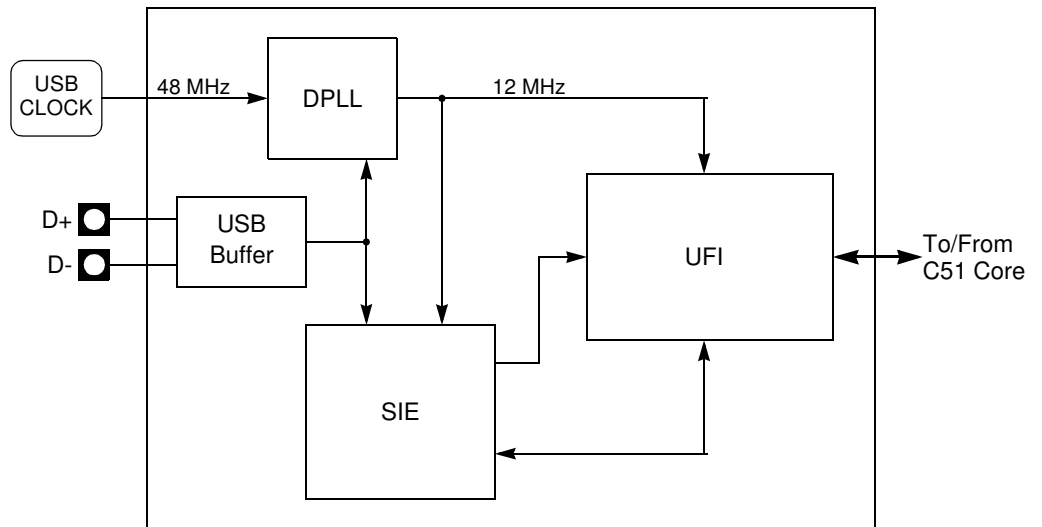 USB
CLOCK
48 MHz
DPLL
12 MHz
D+
D-
USB
Buffer
UFI
To/From
C51 Core
SIE